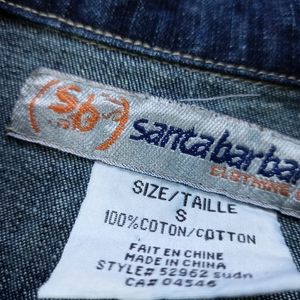 Sb
santabarbar
CLOTHING
SIZE/TAILLE
S
100% COTON/COTTON
FAIT EN CHINE
MADE IN CHINA
STYLE# 52962 sudn
CA# 04546